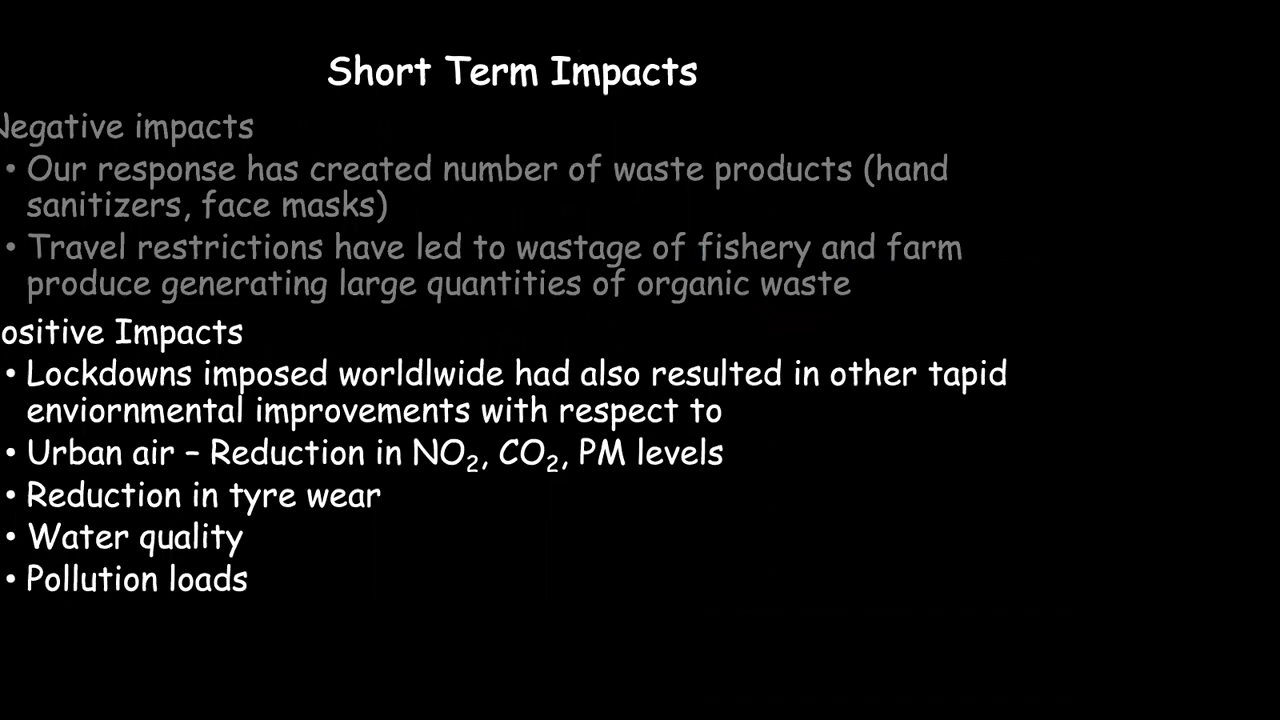 Short Term Impacts
Negative impacts
• Our response has created number of waste products (hand
sanitizers, face masks)
• Travel restrictions have led to wastage of fishery and farm
produce generating large quantities of organic waste
ositive Impacts
• Lockdowns imposed worldlwide had also resulted in other tapid
enviornmental improvements with respect to
• Urban air – Reduction in NO₂, CO₂, PM levels
• Reduction in tyre wear
• Water quality
• Pollution loads